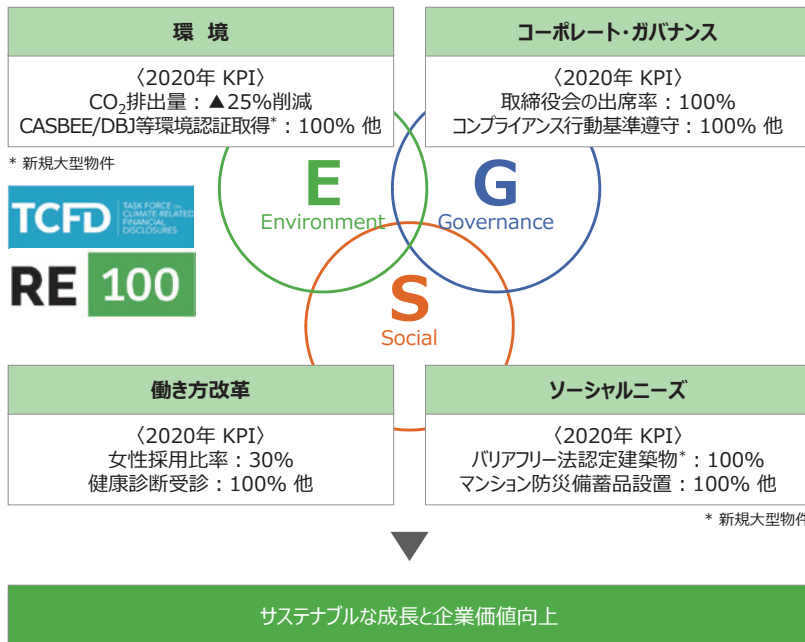 環 境
〈2020年 KPI〉
CO₂排出量：▲25%削減
CASBEE/DBJ等環境認証取得*：100% 他
* 新規大型物件
コーポレート・ガバナンス
〈2020年 KPI〉
取締役会の出席率：100%
コンプライアンス行動基準遵守：100% 他
TCFD
TASK FORCE ON
CLIMATE-RELATED
FINANCIAL
DISCLOSURES
RE 100
E
Environment
G
Governance
S
Social
働き方改革
〈2020年 KPI〉
女性採用比率：30%
健康診断受診：100% 他
ソーシャルニーズ
〈2020年 KPI〉
バリアフリー法認定建築物*：100%
マンション防災備蓄品設置：100% 他
* 新規大型物件
サステナブルな成長と企業価値向上